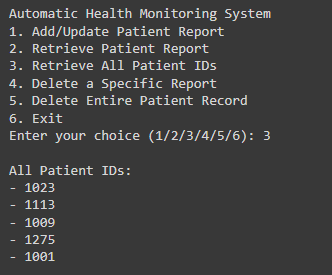 Automatic Health Monitoring System
1. Add/Update Patient Report
2. Retrieve Patient Report
3. Retrieve All Patient IDs
4. Delete a Specific Report
5. Delete Entire Patient Record
6. Exit
Enter your choice (1/2/3/4/5/6): 3
All Patient IDs:
- 1023
- 1113
- 1009
- 1275
- 1001